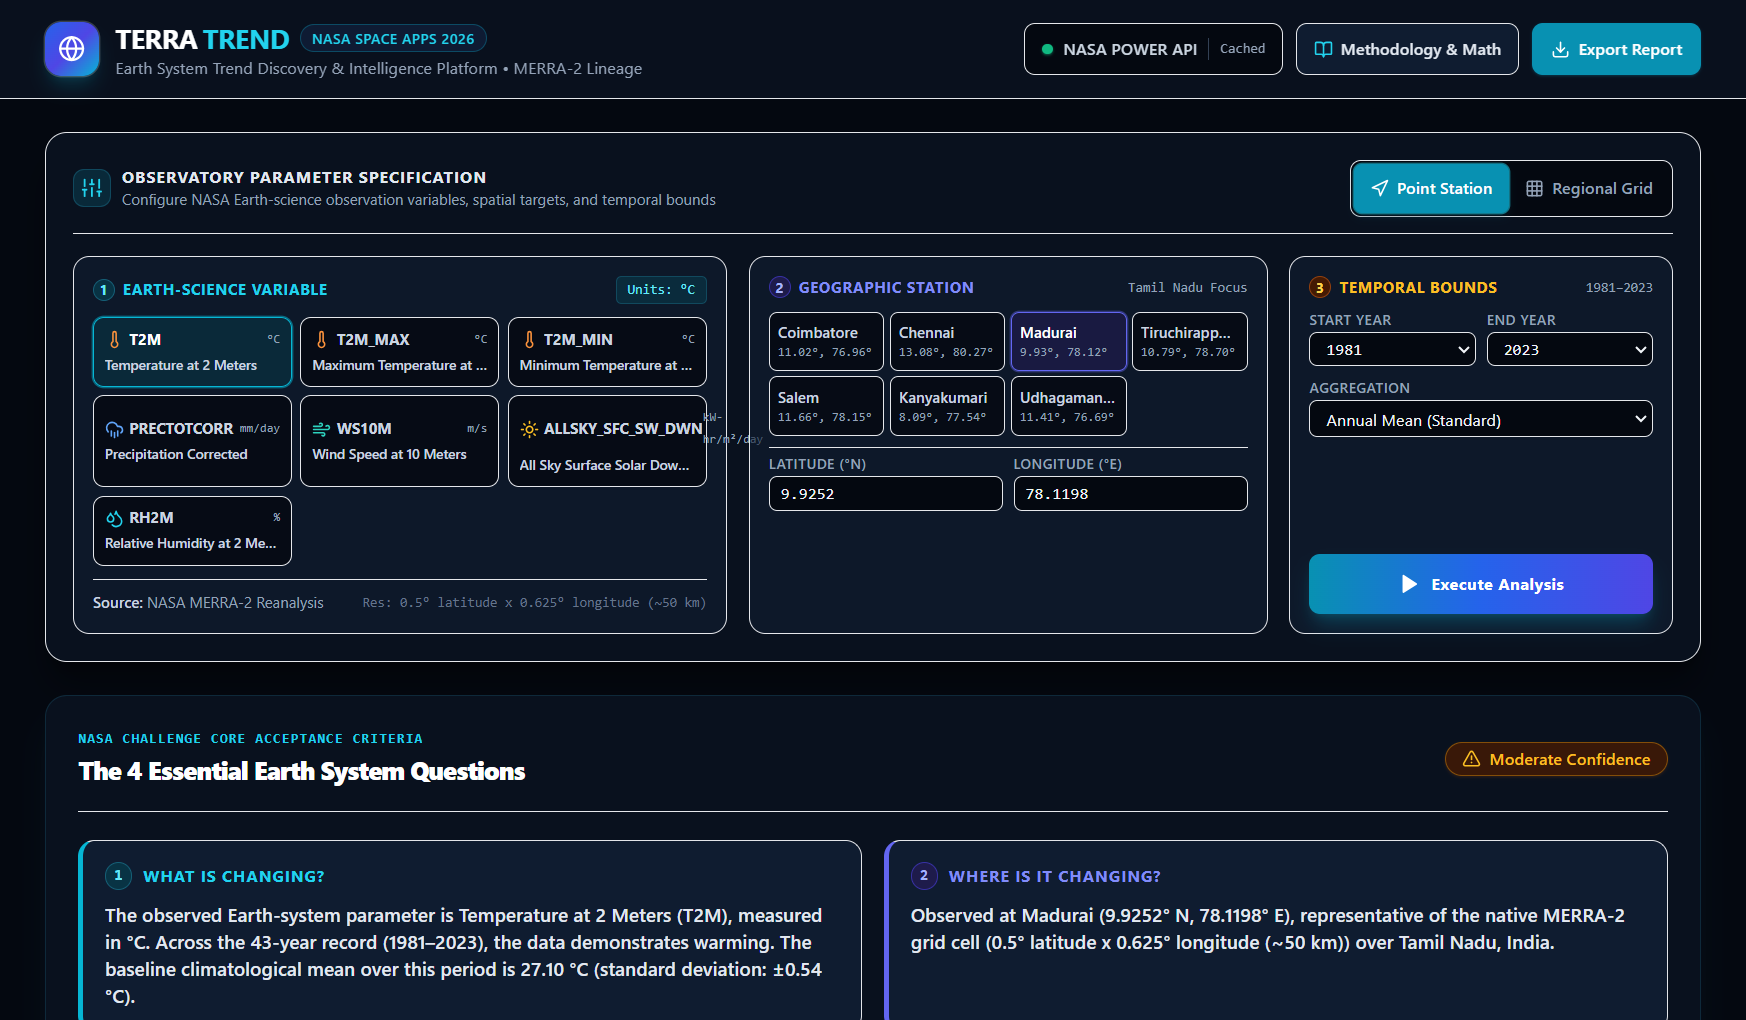 TERRA TREND NASA SPACE APPS 2026
Earth System Trend Discovery & Intelligence Platform • MERRA-2 Lineage
NASA POWER API Cached
Methodology & Math
Export Report
OBSERVATORY PARAMETER SPECIFICATION
Configure NASA Earth-science observation variables, spatial targets, and temporal bounds
Point Station
Regional Grid
1 EARTH-SCIENCE VARIABLE Units: °C
T2M °C
Temperature at 2 Meters
T2M_MAX °C
Maximum Temperature at ...
T2M_MIN °C
Minimum Temperature at ...
PRECTOTCORR mm/day
Precipitation Corrected
WS10M m/s
Wind Speed at 10 Meters
ALLSKY_SFC_SW_DWN kW-
hr/m²/day
All Sky Surface Solar Dow...
RH2M %
Relative Humidity at 2 Me...
Source: NASA MERRA-2 Reanalysis Res: 0.5° latitude x 0.625° longitude (~50 km)
2 GEOGRAPHIC STATION Tamil Nadu Focus
Coimbatore
11.02°, 76.96°
Chennai
13.08°, 80.27°
Madurai
9.93°, 78.12°
Tiruchirapp...
10.79°, 78.70°
Salem
11.66°, 78.15°
Kanyakumari
8.09°, 77.54°
Udhagaman...
11.41°, 76.69°
LATITUDE (°N) LONGITUDE (°E)
9.9252 78.1198
3 TEMPORAL BOUNDS 1981–2023
START YEAR END YEAR
1981 2023
AGGREGATION
Annual Mean (Standard)
Execute Analysis
NASA CHALLENGE CORE ACCEPTANCE CRITERIA
The 4 Essential Earth System Questions
Moderate Confidence
1 WHAT IS CHANGING?
The observed Earth-system parameter is Temperature at 2 Meters (T2M), measured
in °C. Across the 43-year record (1981–2023), the data demonstrates warming. The
baseline climatological mean over this period is 27.10 °C (standard deviation: ±0.54
°C).
2 WHERE IS IT CHANGING?
Observed at Madurai (9.9252° N, 78.1198° E), representative of the native MERRA-2
grid cell (0.5° latitude x 0.625° longitude (~50 km)) over Tamil Nadu, India.